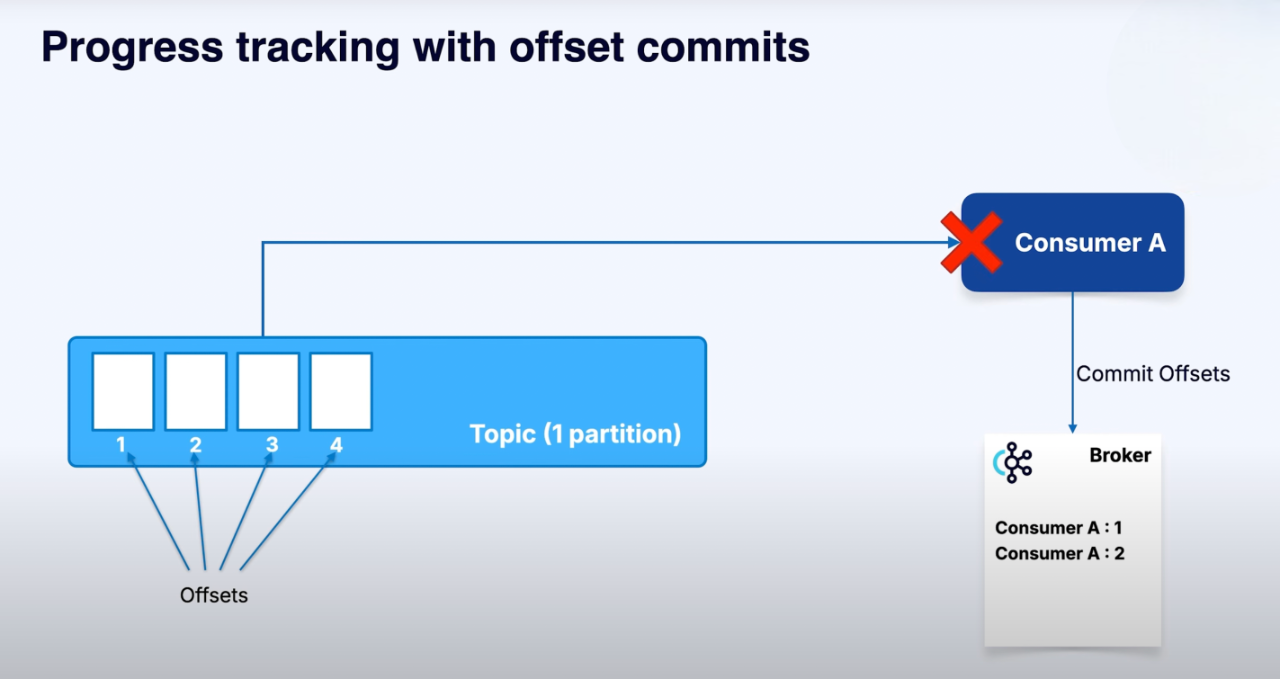 Progress tracking with offset commits
Consumer A
Commit Offsets
1 2 3 4
Topic (1 partition)
Offsets
Broker
Consumer A : 1
Consumer A : 2